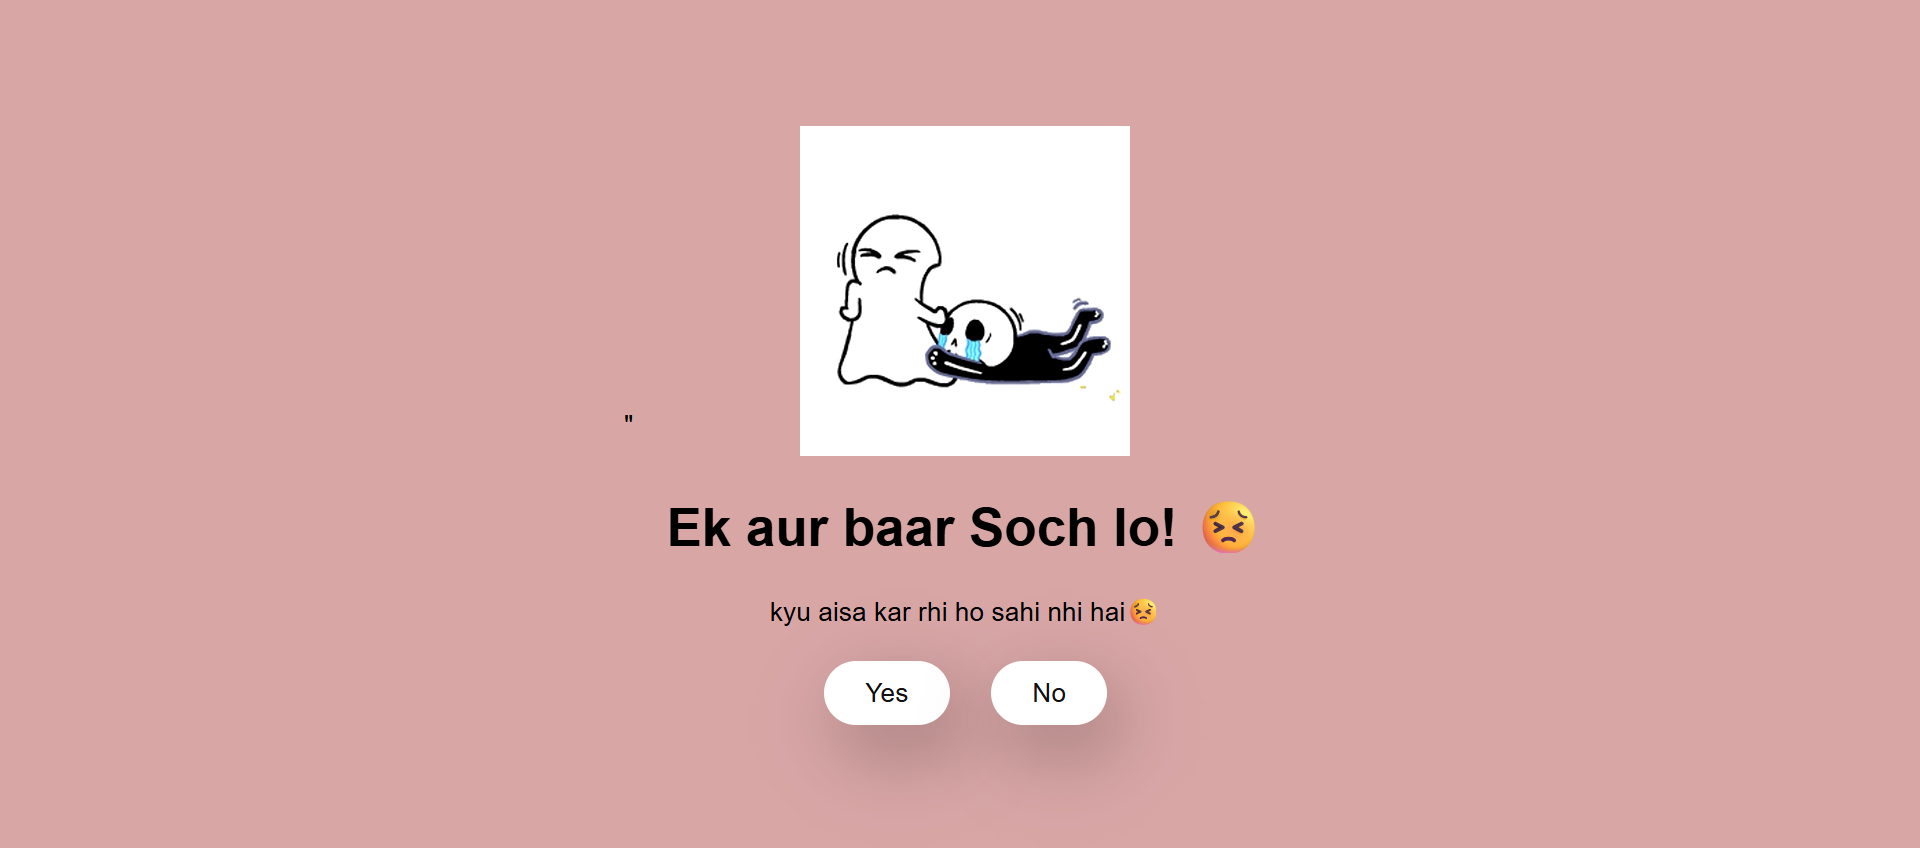 "
Ek aur baar Soch lo! 😣
kyu aisa kar rhi ho sahi nhi hai😣
Yes
No